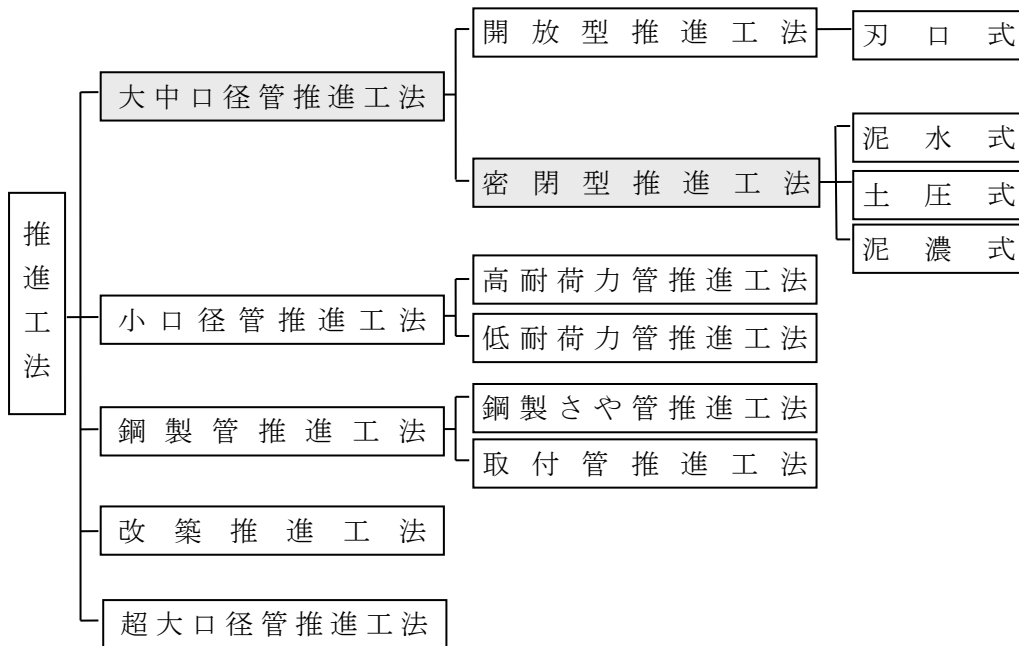 推進工法
大中口径管推進工法
開放型推進工法
刃口式
密閉型推進工法
泥水式
土圧式
泥濃式
小口径管推進工法
高耐荷力管推進工法
低耐荷力管推進工法
鋼製管推進工法
鋼製さや管推進工法
取付管推進工法
改築推進工法
超大口径管推進工法